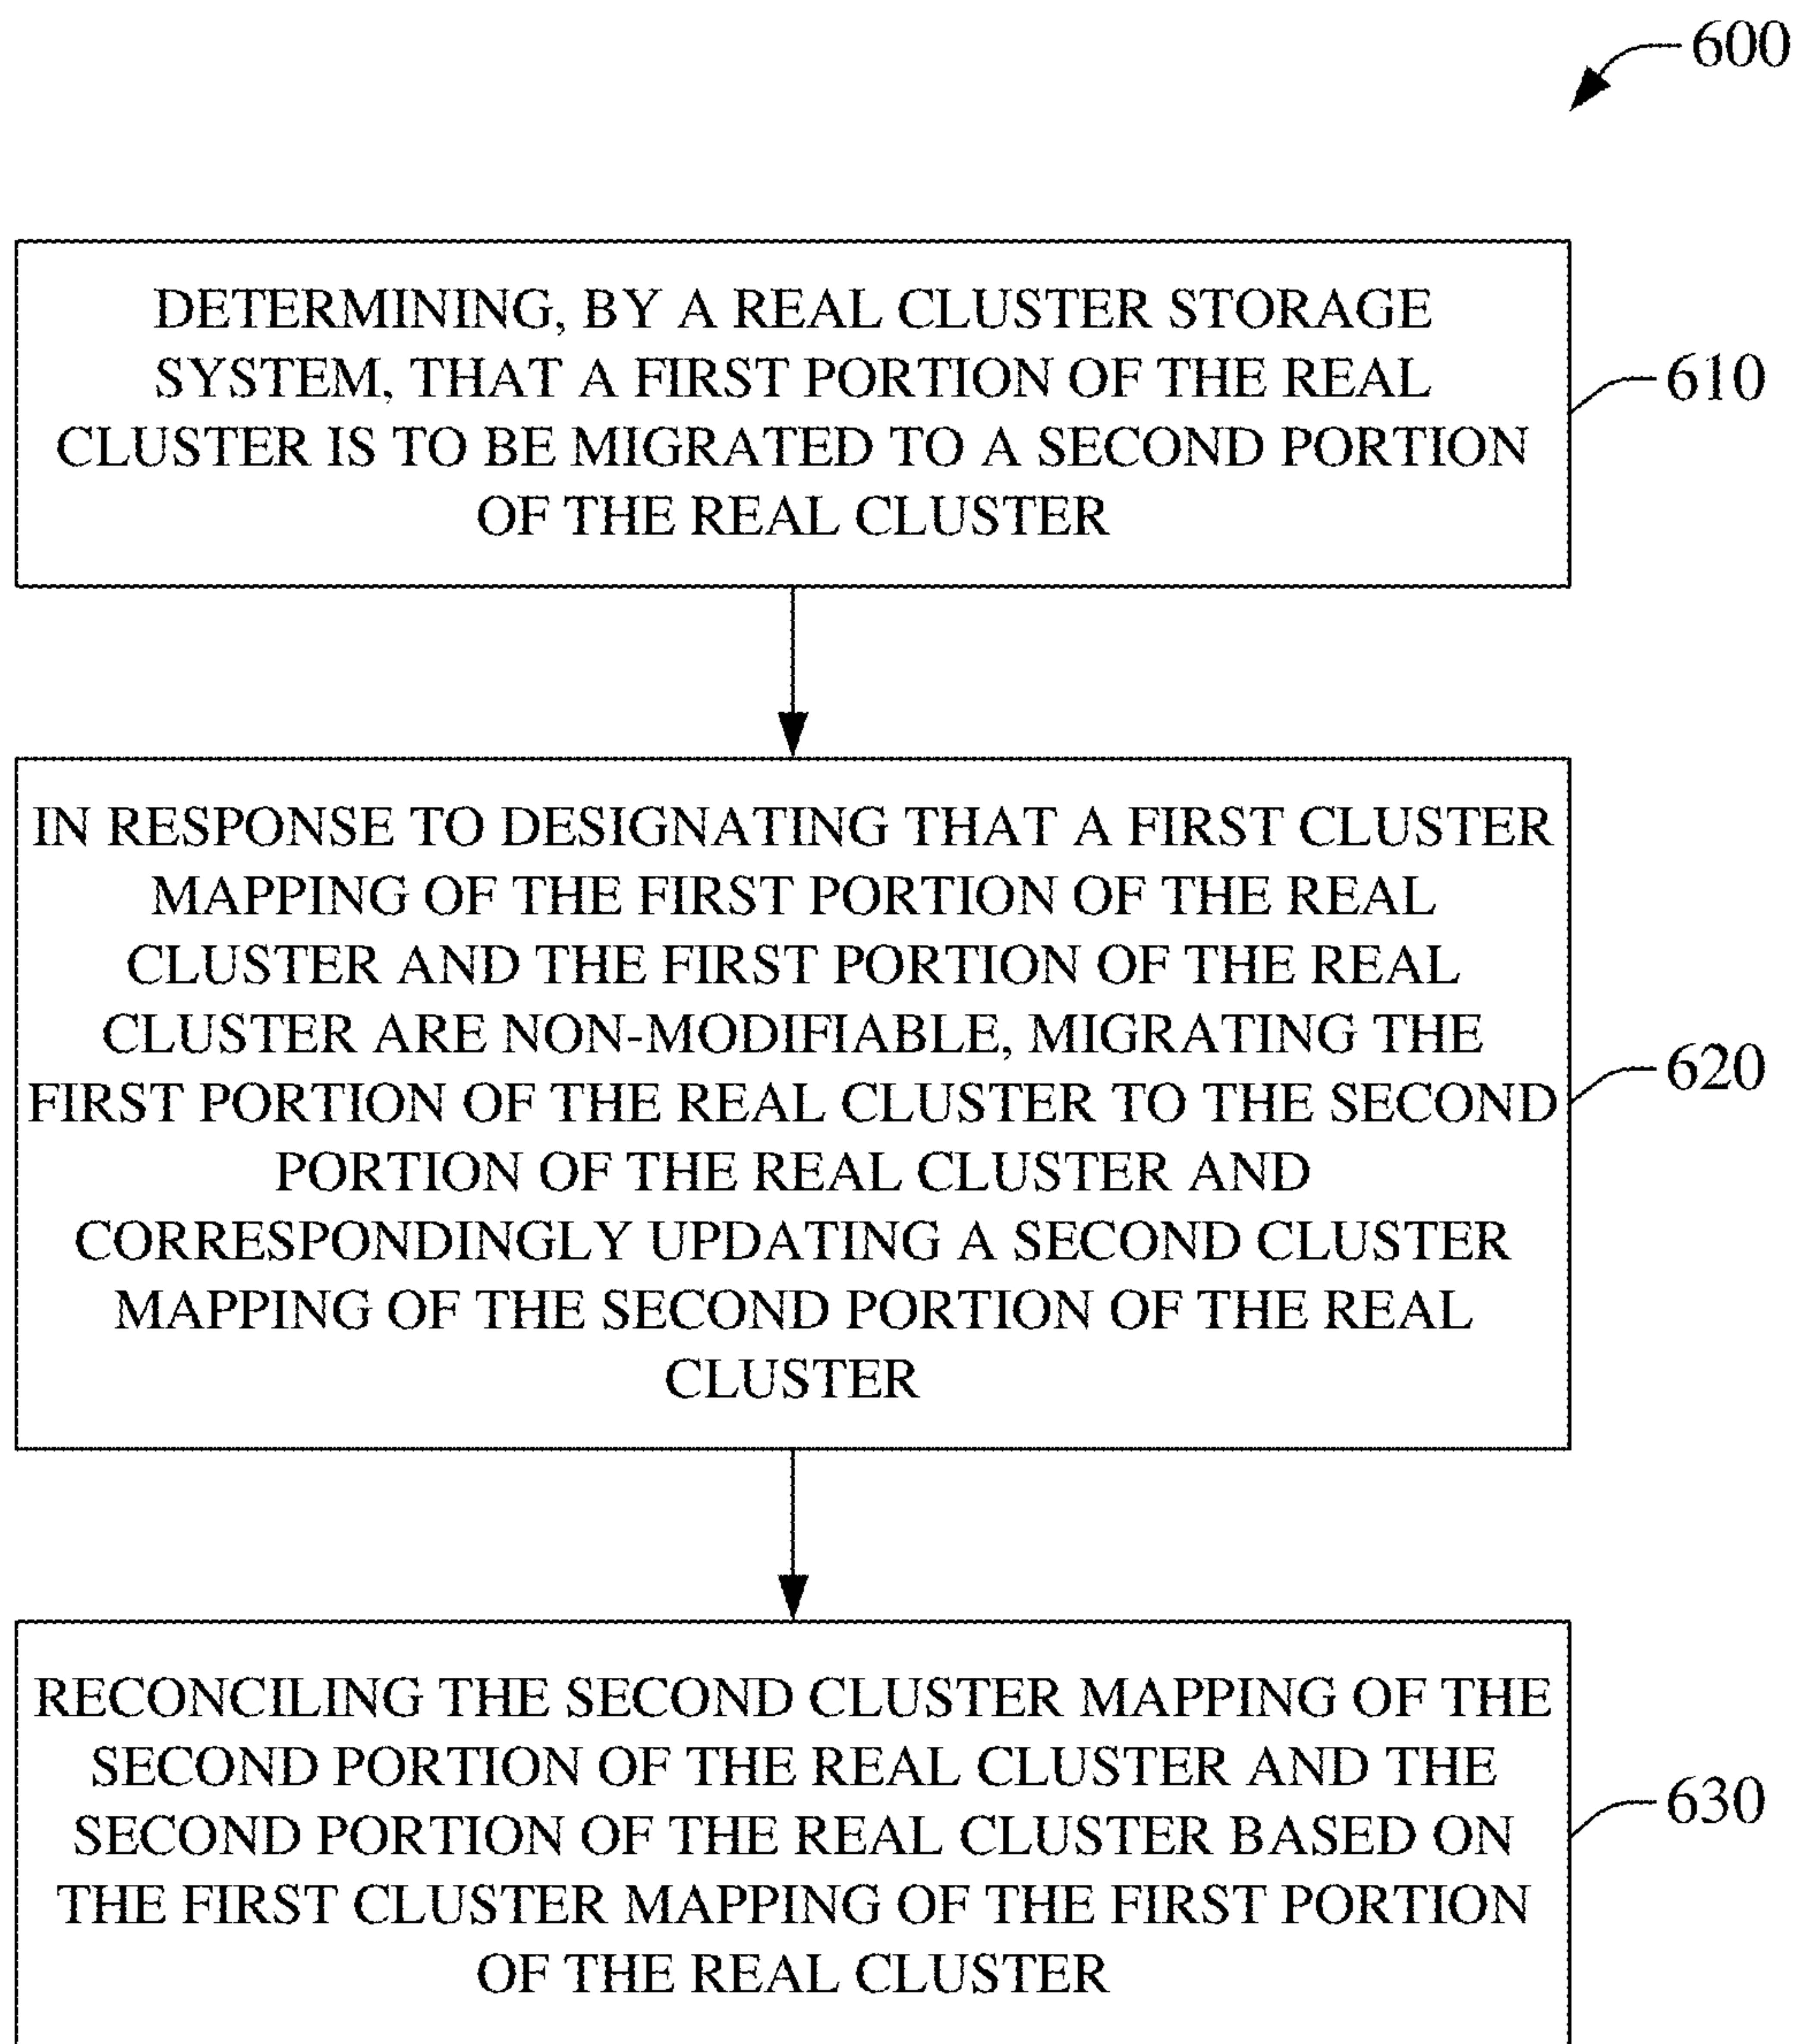 600
DETERMINING, BY A REAL CLUSTER STORAGE
SYSTEM, THAT A FIRST PORTION OF THE REAL
CLUSTER IS TO BE MIGRATED TO A SECOND PORTION
OF THE REAL CLUSTER
610
IN RESPONSE TO DESIGNATING THAT A FIRST CLUSTER
MAPPING OF THE FIRST PORTION OF THE REAL
CLUSTER AND THE FIRST PORTION OF THE REAL
CLUSTER ARE NON-MODIFIABLE, MIGRATING THE
FIRST PORTION OF THE REAL CLUSTER TO THE SECOND
PORTION OF THE REAL CLUSTER AND
CORRESPONDINGLY UPDATING A SECOND CLUSTER
MAPPING OF THE SECOND PORTION OF THE REAL
CLUSTER
620
RECONCILING THE SECOND CLUSTER MAPPING OF THE
SECOND PORTION OF THE REAL CLUSTER AND THE
SECOND PORTION OF THE REAL CLUSTER BASED ON
THE FIRST CLUSTER MAPPING OF THE FIRST PORTION
OF THE REAL CLUSTER
630